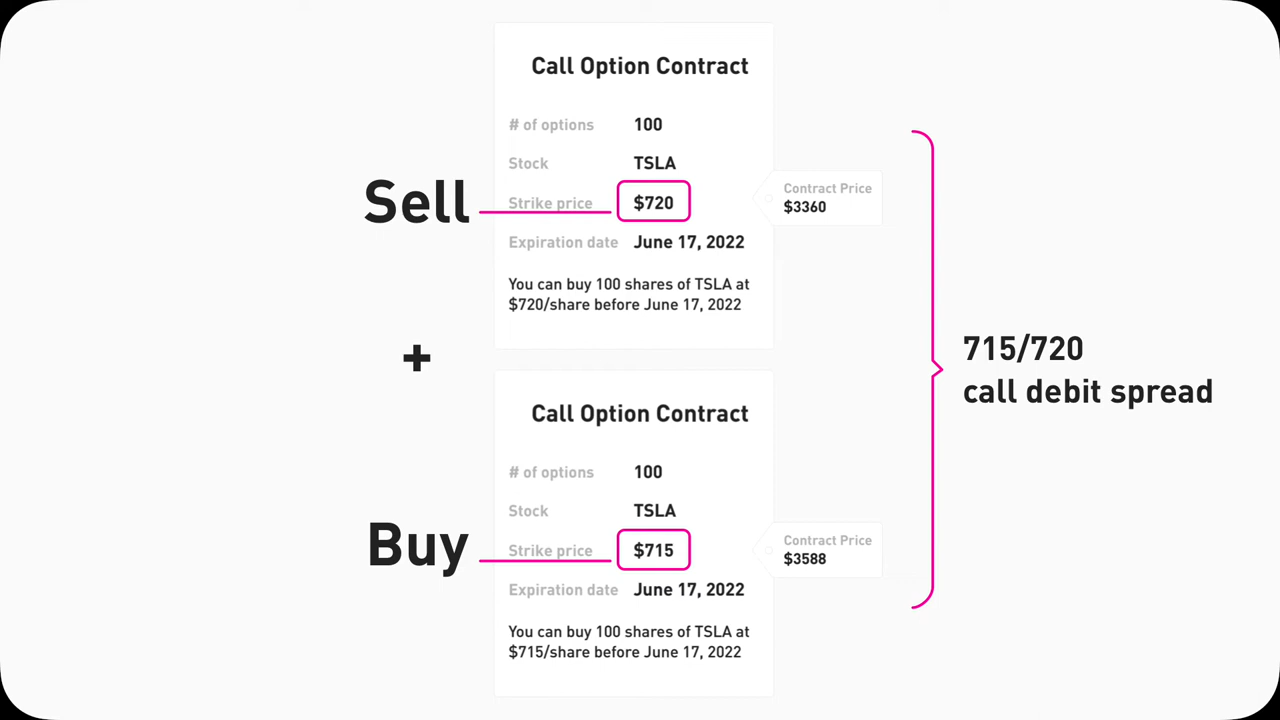 Call Option Contract
# of options 100
Stock TSLA
Sell
Strike price $720
Contract Price
$3360
Expiration date June 17, 2022
You can buy 100 shares of TSLA at
$720/share before June 17, 2022
+
715/720
call debit spread
Call Option Contract
# of options 100
Stock TSLA
Buy
Strike price $715
Contract Price
$3588
Expiration date June 17, 2022
You can buy 100 shares of TSLA at
$715/share before June 17, 2022